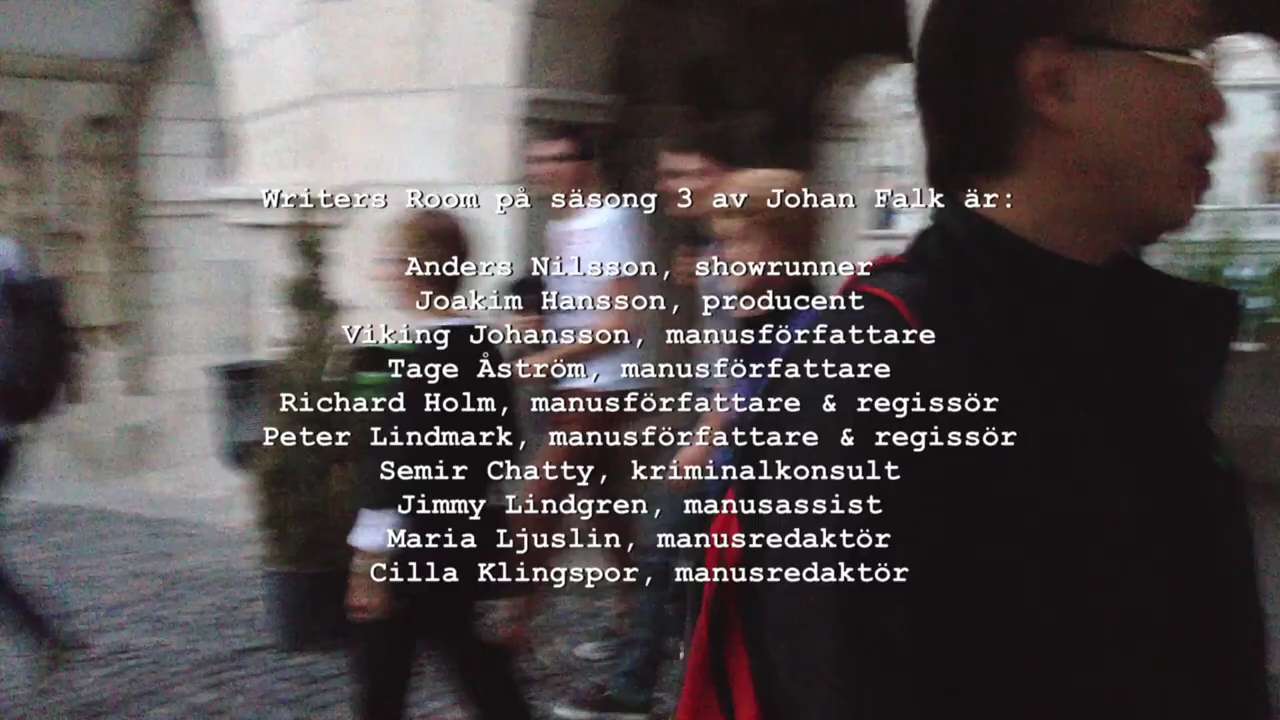 Writers Room på säsong 3 av Johan Falk är:
Anders Nilsson, showrunner
Joakim Hansson, producent
Viking Johansson, manusförfattare
Tage Åström, manusförfattare
Richard Holm, manusförfattare & regissör
Peter Lindmark, manusförfattare & regissör
Semir Chatty, kriminalkonsult
Jimmy Lindgren, manusassist
Maria Ljuslin, manusredaktör
Cilla Klingspor, manusredaktör